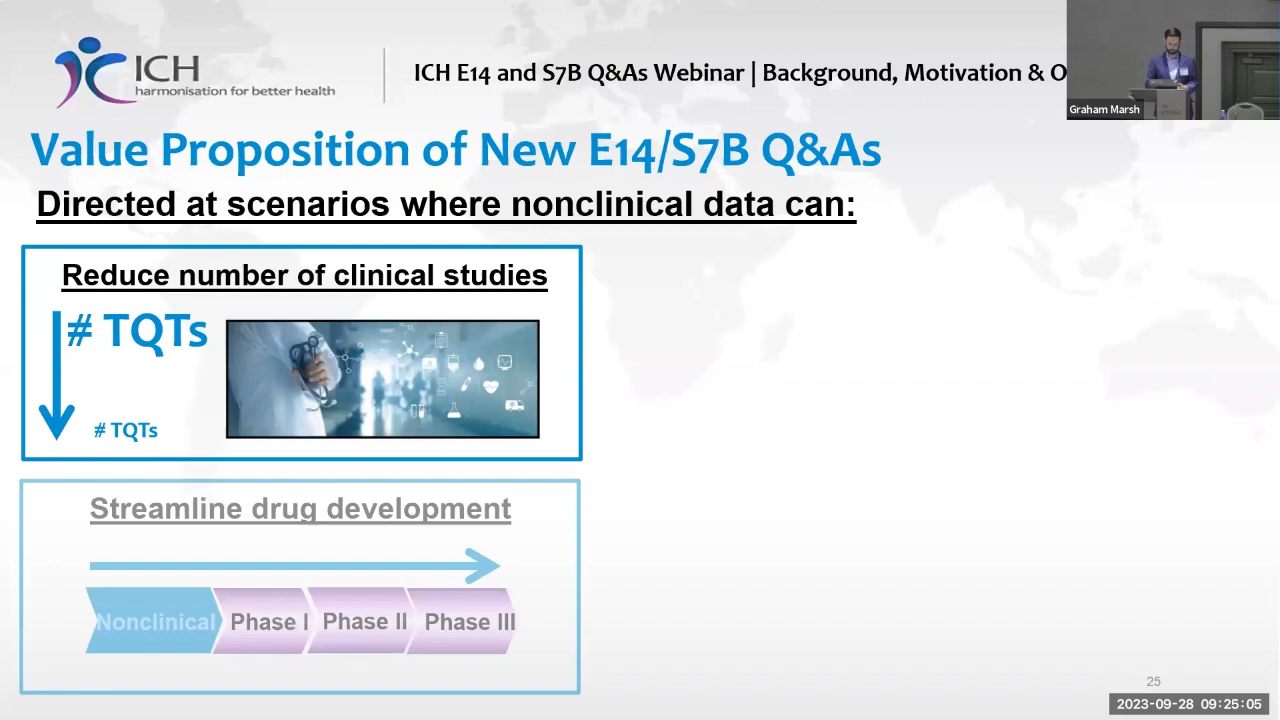 ICH
harmonisation for better health
ICH E14 and S7B Q&As Webinar | Background, Motivation & O
Graham Marsh
Value Proposition of New E14/S7B Q&As
Directed at scenarios where nonclinical data can:
Reduce number of clinical studies
# TQTs
# TQTs
Streamline drug development
Nonclinical Phase I Phase II Phase III
25
2023-09-28 09:25:05